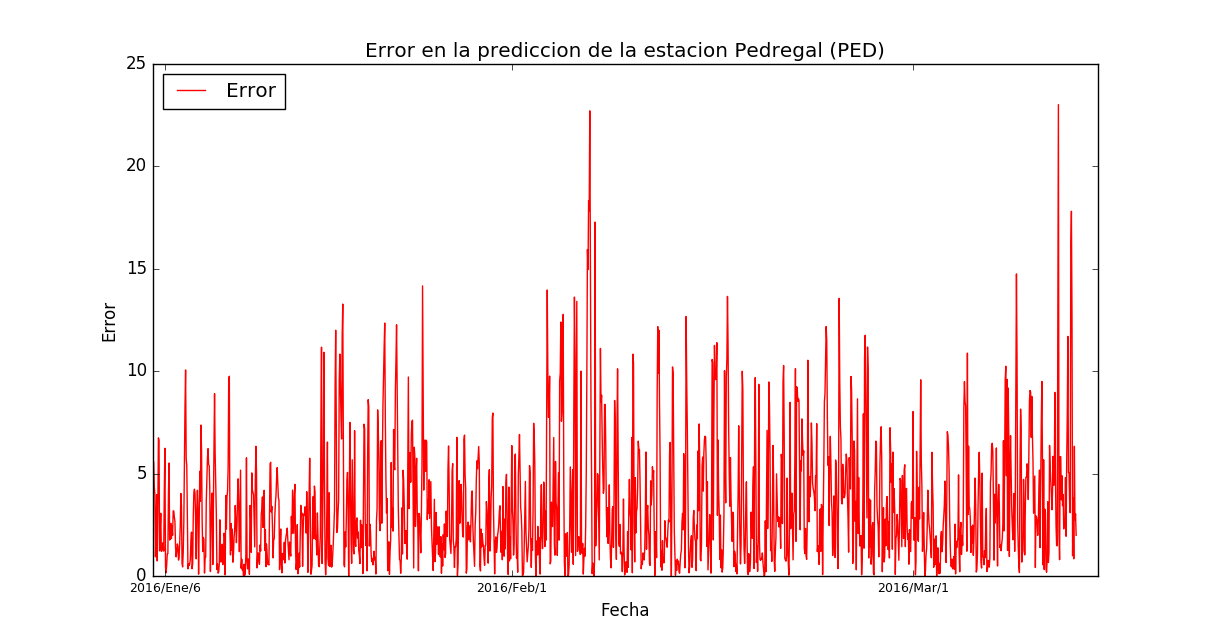 Error en la prediccion de la estacion Pedregal (PED)
Error
25
20
15
10
5
0
Error
2016/Ene/6
2016/Feb/1
2016/Mar/1
Fecha